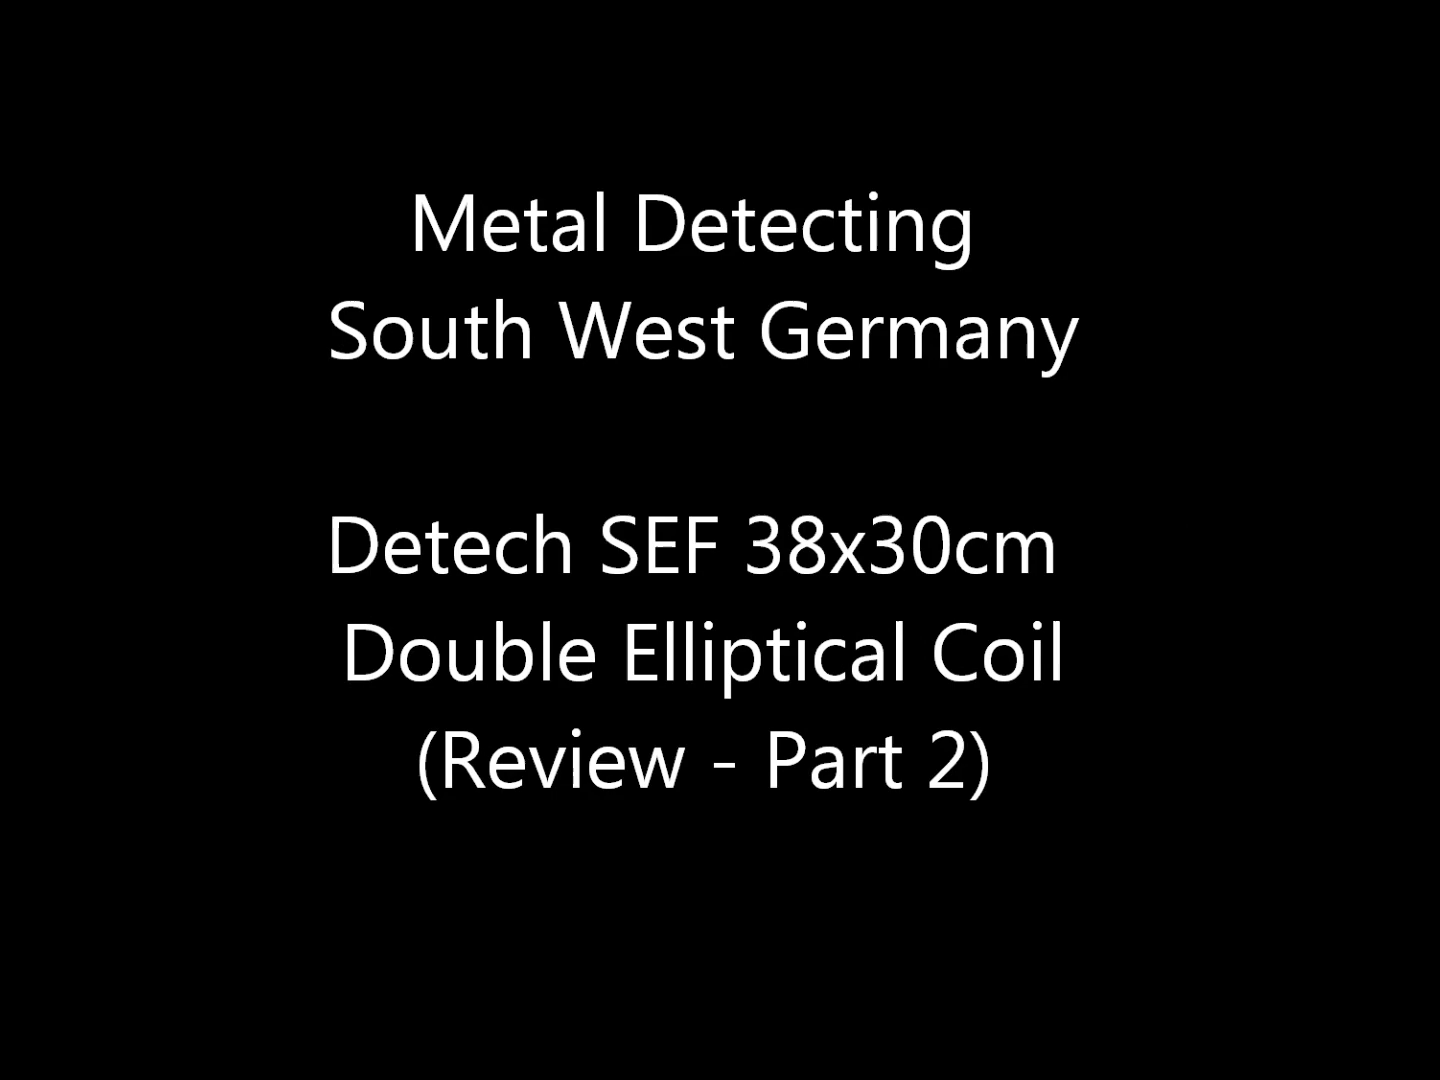 Metal Detecting
South West Germany
Detech SEF 38x30cm
Double Elliptical Coil
(Review - Part 2)